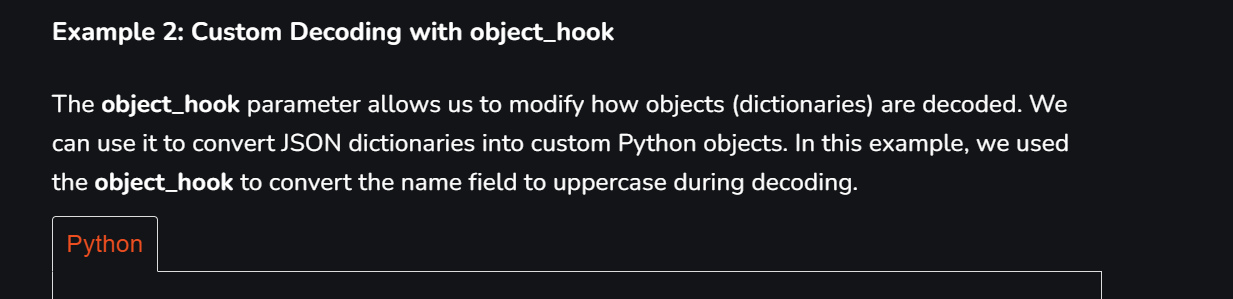 Example 2: Custom Decoding with object_hook
The object_hook parameter allows us to modify how objects (dictionaries) are decoded. We
can use it to convert JSON dictionaries into custom Python objects. In this example, we used
the object_hook to convert the name field to uppercase during decoding.
Python